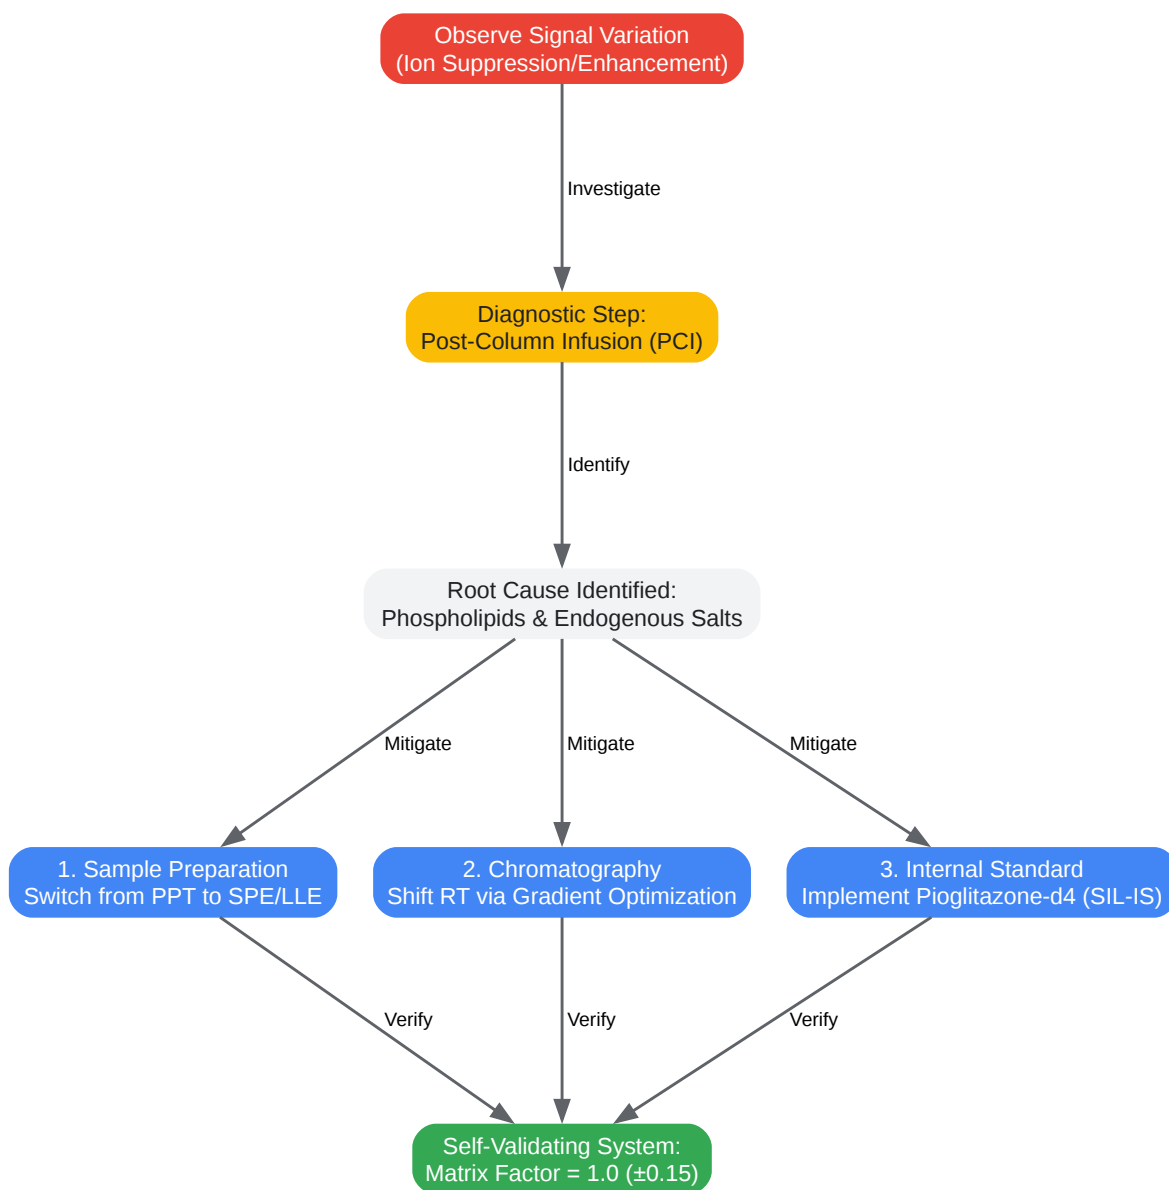 Observe Signal Variation
(Ion Suppression/Enhancement)
Investigate
Diagnostic Step:
Post-Column Infusion (PCI)
Identify
Root Cause Identified:
Phospholipids & Endogenous Salts
Mitigate
Mitigate
Mitigate
1. Sample Preparation
Switch from PPT to SPE/LLE
2. Chromatography
Shift RT via Gradient Optimization
3. Internal Standard
Implement Pioglitazone-d4 (SIL-IS)
Verify
Verify
Verify
Self-Validating System:
Matrix Factor = 1.0 (±0.15)